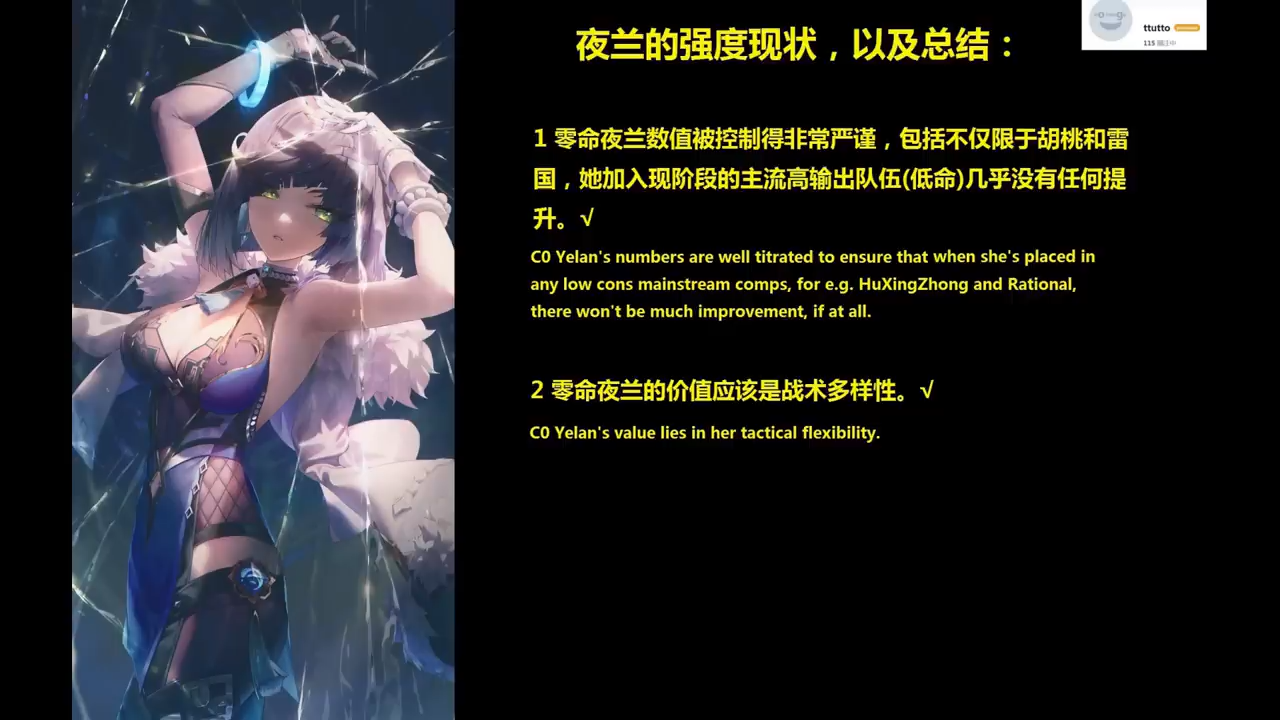 夜兰的强度现状，以及总结：
ttutto
115
1 零命夜兰数值被控制得非常严谨，包括不仅限于胡桃和雷
国，她加入现阶段的主流高输出队伍(低命)几乎没有任何提
升。√
C0 Yelan's numbers are well titrated to ensure that when she's placed in
any low cons mainstream comps, for e.g. HuXingZhong and Rational,
there won't be much improvement, if at all.
2 零命夜兰的价值应该是战术多样性。√
C0 Yelan's value lies in her tactical flexibility.